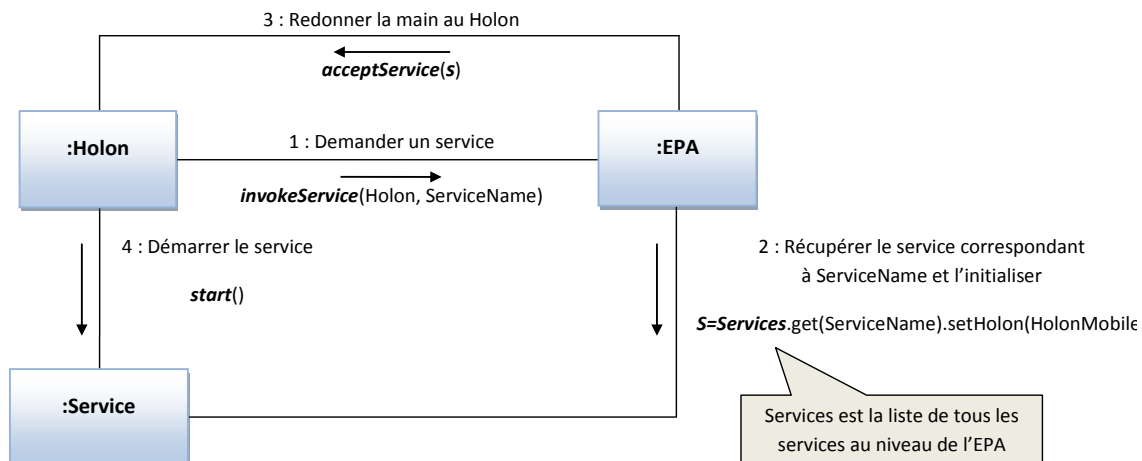 3 : Redonner la main au Holon
acceptService(s)
:Holon
1 : Demander un service
:EPA
invokeService(Holon, ServiceName)
4 : Démarrer le service
2 : Récupérer le service correspondant
à ServiceName et l’initialiser
start()
S=Services.get(ServiceName).setHolon(HolonMobile
:Service
Services est la liste de tous les
services au niveau de l’EPA